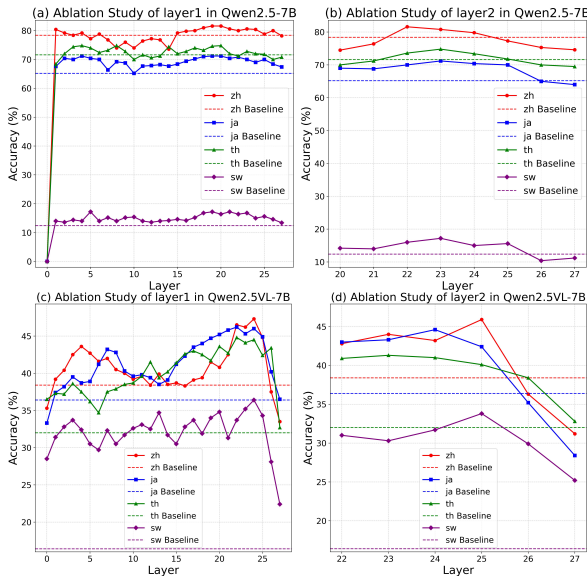 (a) Ablation Study of layer1 in Qwen2.5-7B
Accuracy (%)
80
70
60
50
40
30
20
10
0
zh
zh Baseline
ja
ja Baseline
th
th Baseline
sw
sw Baseline
0
5
10
15
20
25
Layer
(b) Ablation Study of layer2 in Qwen2.5-7B
Accuracy (%)
80
70
60
50
40
30
20
10
zh
zh Baseline
ja
ja Baseline
th
th Baseline
sw
sw Baseline
20
21
22
23
24
25
26
27
Layer
(c) Ablation Study of layer1 in Qwen2.5VL-7B
Accuracy (%)
45
40
35
30
25
20
zh
zh Baseline
ja
ja Baseline
th
th Baseline
sw
sw Baseline
0
5
10
15
20
25
Layer
(d) Ablation Study of layer2 in Qwen2.5VL-7B
Accuracy (%)
45
40
35
30
25
20
zh
zh Baseline
ja
ja Baseline
th
th Baseline
sw
sw Baseline
22
23
24
25
26
27
Layer